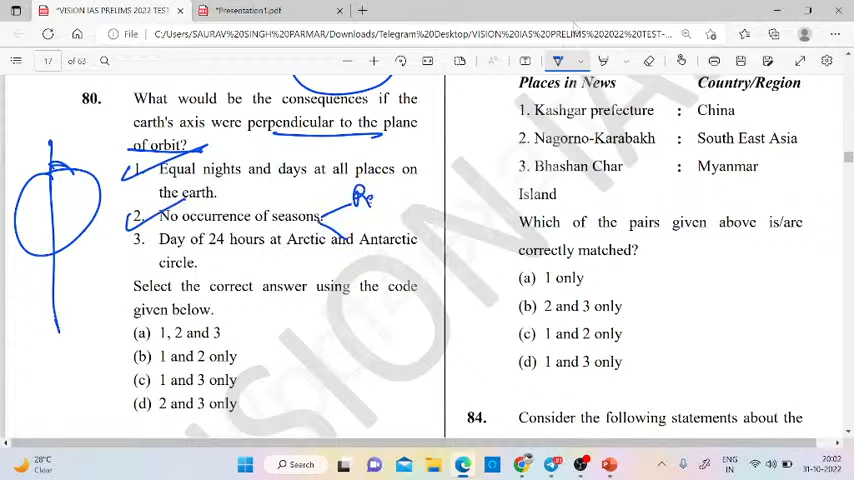 *VISION IAS PRELIMS 2022 TEST
*Presentation1.pdf
File
C:/Users/SAURAV%20SINGH%20PARMAR/Downloads/Telegram%20Desktop/VISION%20IAS%20PRELIMS%202022%20TEST-...
17 of 63
80. What would be the consequences if the
earth's axis were perpendicular to the plane
of orbit?
1. Equal nights and days at all places on
the earth.
2. No occurrence of seasons.
3. Day of 24 hours at Arctic and Antarctic
circle.
Select the correct answer using the code
given below.
(a) 1, 2 and 3
(b) 1 and 2 only
(c) 1 and 3 only
(d) 2 and 3 only
Places in News Country/Region
1. Kashgar prefecture : China
2. Nagorno-Karabakh : South East Asia
3. Bhashan Char : Myanmar
Island
Which of the pairs given above is/are
correctly matched?
(a) 1 only
(b) 2 and 3 only
(c) 1 and 2 only
(d) 1 and 3 only
84. Consider the following statements about the
VISION IAS
28°C
Clear
Search
ENG
IN
20:02
31-10-2022